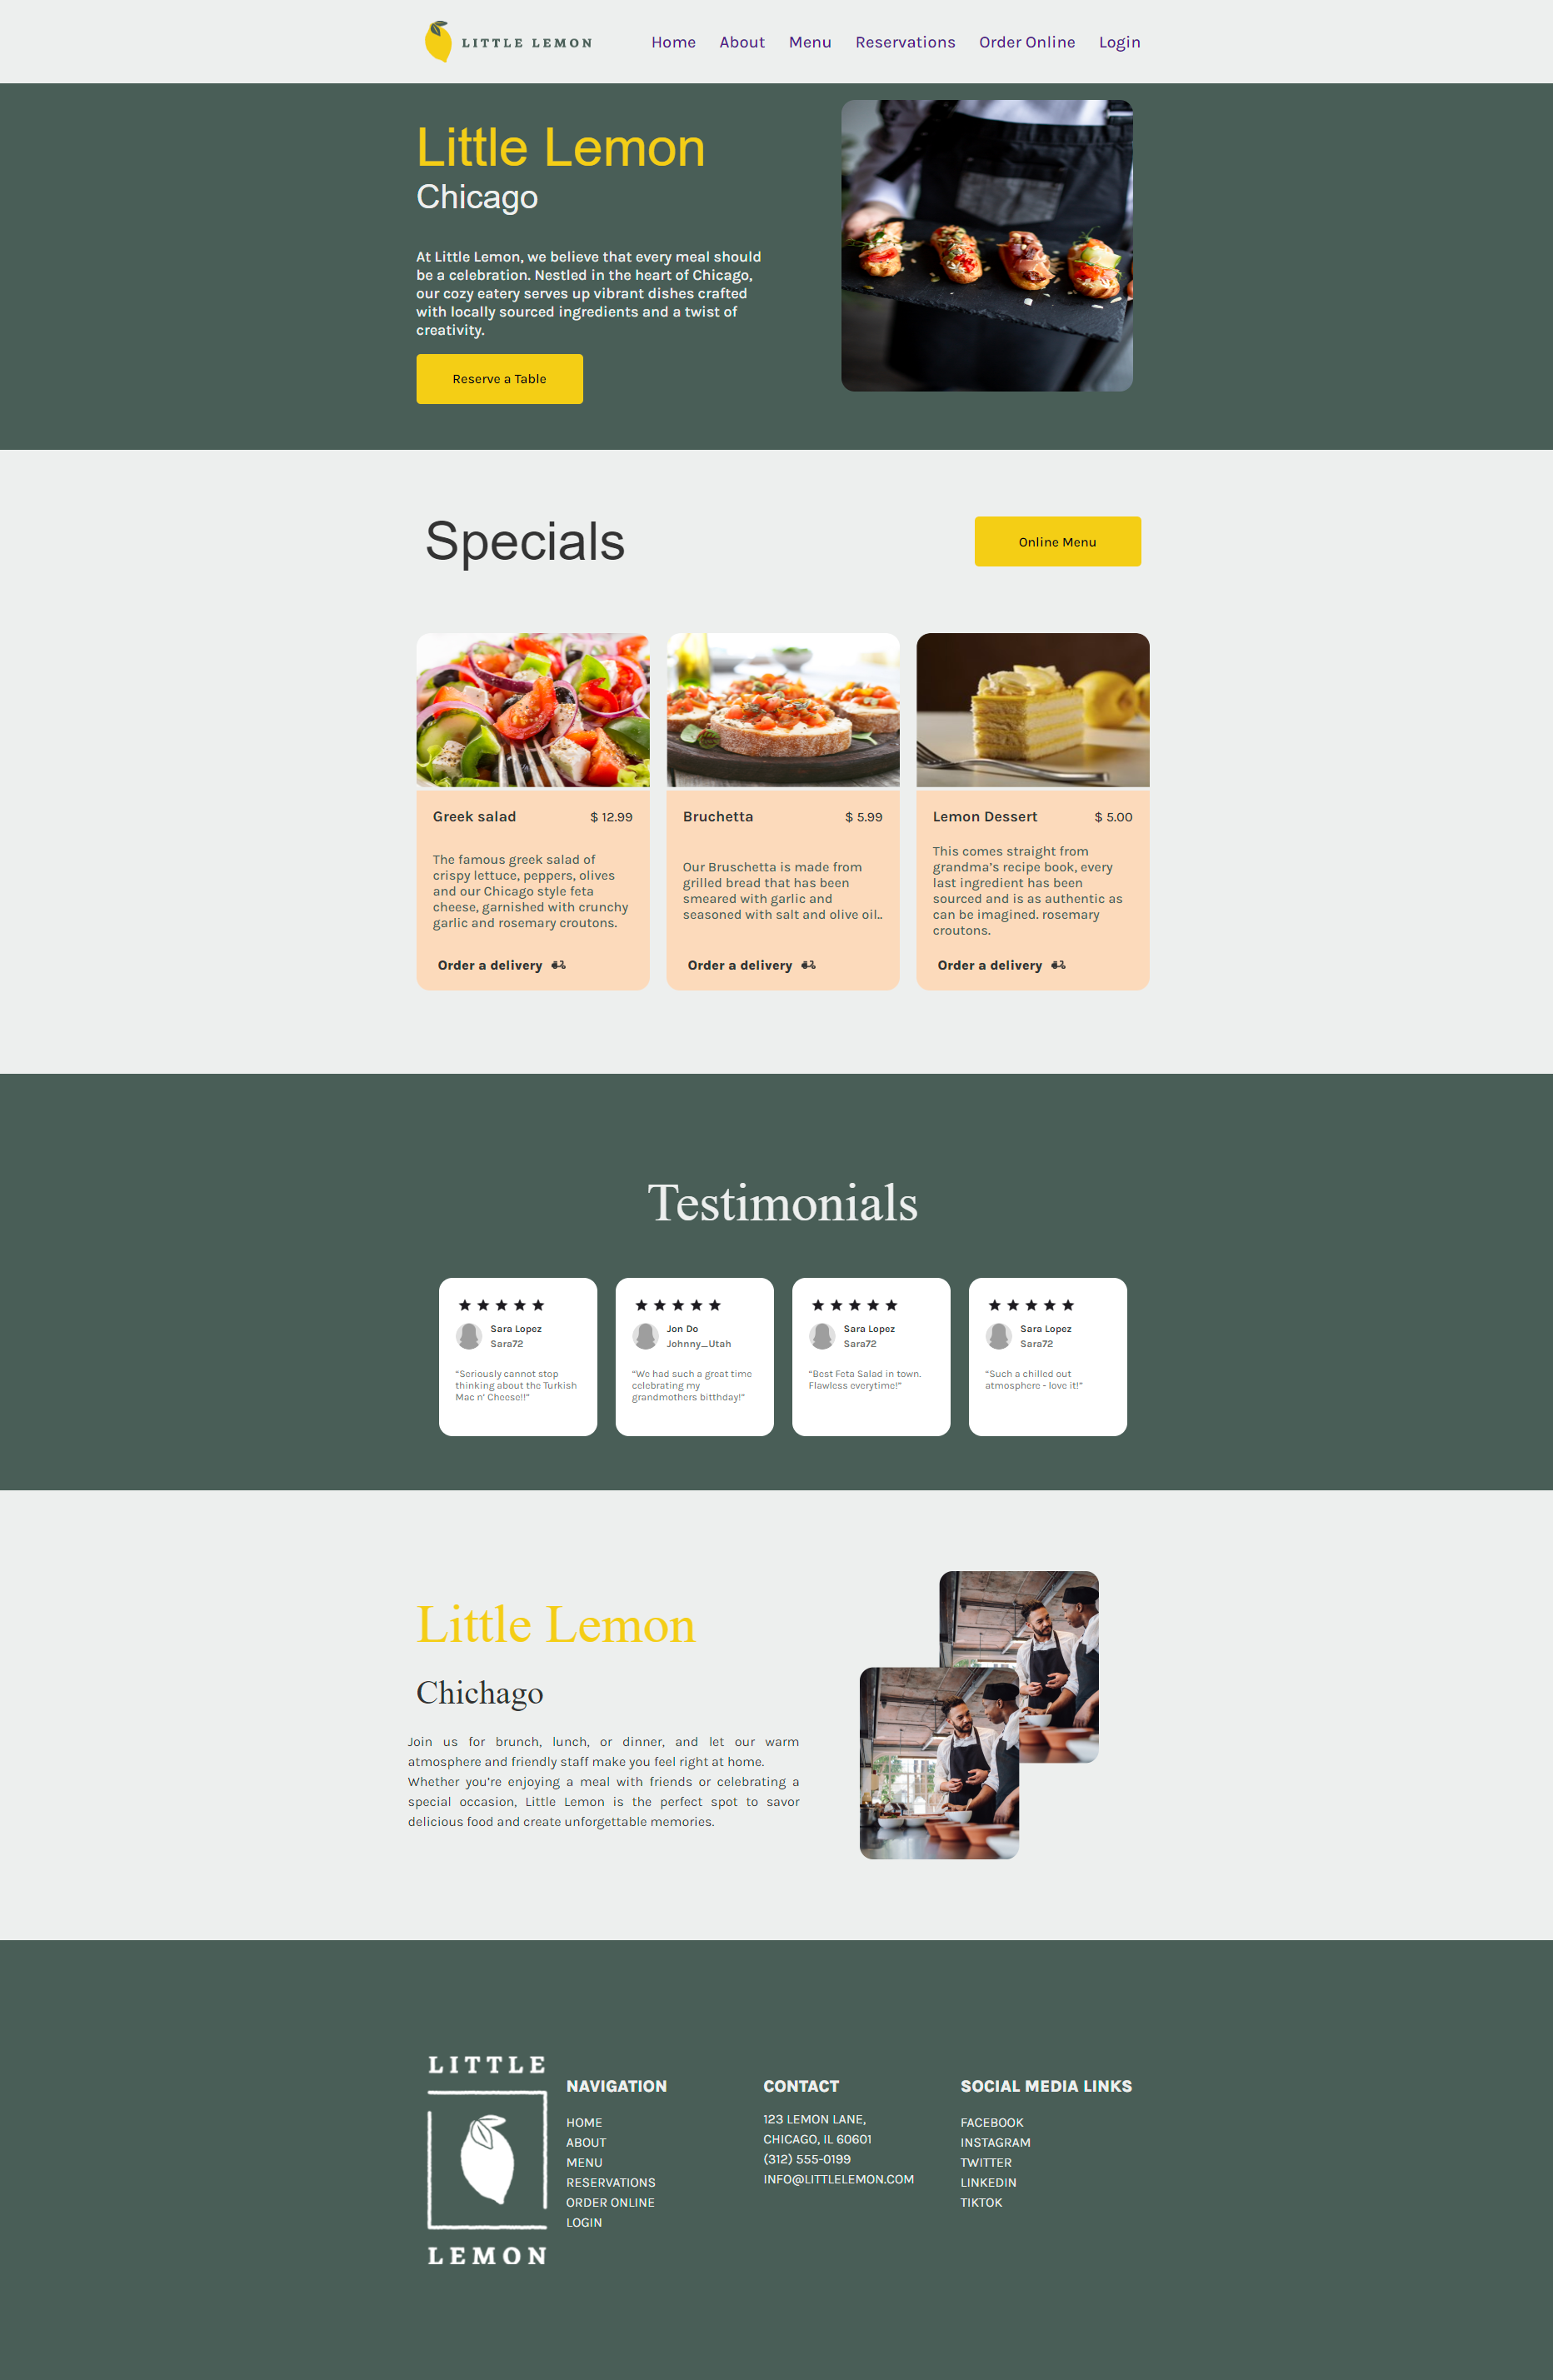 LITTLE LEMON
Home About Menu Reservations Order Online Login
Little Lemon
Chicago
At Little Lemon, we believe that every meal should
be a celebration. Nestled in the heart of Chicago,
our cozy eatery serves up vibrant dishes crafted
with locally sourced ingredients and a twist of
creativity.
Reserve a Table
Specials
Online Menu
Greek salad $ 12.99
The famous greek salad of
crispy lettuce, peppers, olives
and our Chicago style feta
cheese, garnished with crunchy
garlic and rosemary croutons.
Order a delivery
Bruchetta $ 5.99
Our Bruschetta is made from
grilled bread that has been
smeared with garlic and
seasoned with salt and olive oil..
Order a delivery
Lemon Dessert $ 5.00
This comes straight from
grandma's recipe book, every
last ingredient has been
sourced and is as authentic as
can be imagined. rosemary
croutons.
Order a delivery
Testimonials
Sara Lopez
Sara72
“Seriously cannot stop
thinking about the Turkish
Mac n’ Cheese!!”
Jon Do
Johnny_Utah
“We had such a great time
celebrating my
grandmothers bitthday!”
Sara Lopez
Sara72
“Best Feta Salad in town.
Flawless everytime!”
Sara Lopez
Sara72
“Such a chilled out
atmosphere - love it!”
Little Lemon
Chichago
Join us for brunch, lunch, or dinner, and let our warm
atmosphere and friendly staff make you feel right at home.
Whether you’re enjoying a meal with friends or celebrating a
special occasion, Little Lemon is the perfect spot to savor
delicious food and create unforgettable memories.
LITTLE
LEMON
NAVIGATION
HOME
ABOUT
MENU
RESERVATIONS
ORDER ONLINE
LOGIN
CONTACT
123 LEMON LANE,
CHICAGO, IL 60601
(312) 555-0199
INFO@LITTLELEMON.COM
SOCIAL MEDIA LINKS
FACEBOOK
INSTAGRAM
TWITTER
LINKEDIN
TIKTOK